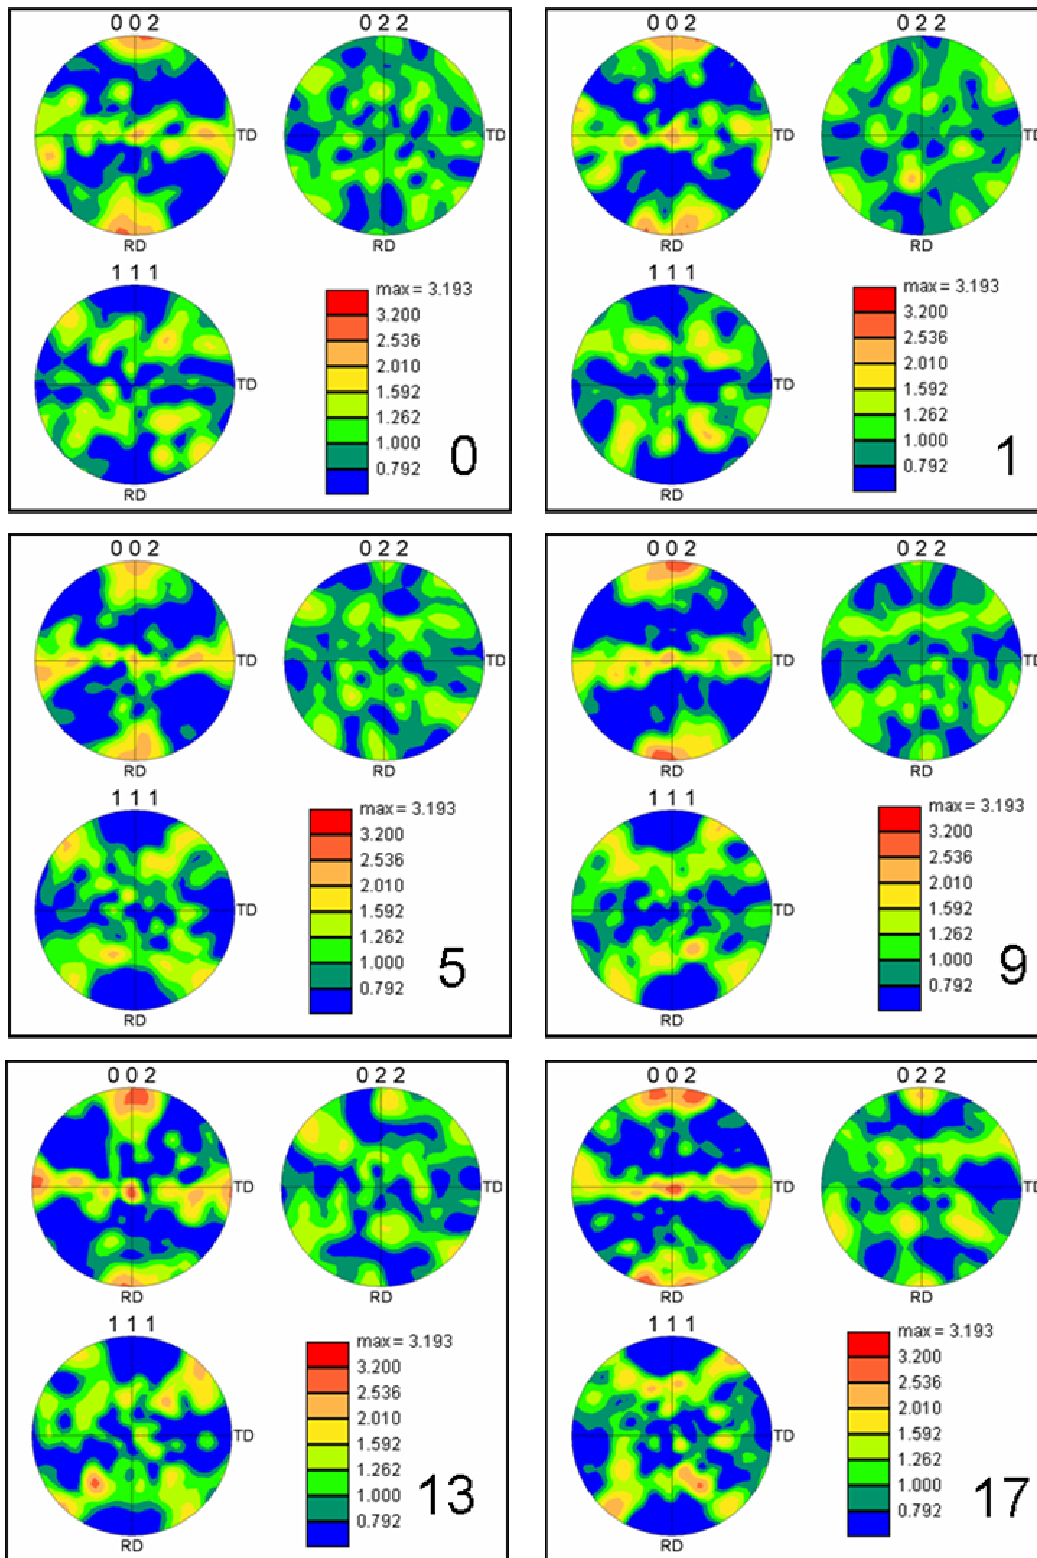 0 0 2
0 2 2
TD
TD
RD
RD
1 1 1
TD
RD
max = 3.193
3.200
2.536
2.010
1.592
1.262
1.000
0.792
0
0 0 2
0 2 2
TD
TD
RD
RD
1 1 1
TD
RD
max = 3.193
3.200
2.536
2.010
1.592
1.262
1.000
0.792
1
0 0 2
0 2 2
TD
TD
RD
RD
1 1 1
TD
RD
max = 3.193
3.200
2.536
2.010
1.592
1.262
1.000
0.792
5
0 0 2
0 2 2
TD
TD
RD
RD
1 1 1
TD
RD
max = 3.193
3.200
2.536
2.010
1.592
1.262
1.000
0.792
9
0 0 2
0 2 2
TD
TD
RD
RD
1 1 1
TD
RD
max = 3.193
3.200
2.536
2.010
1.592
1.262
1.000
0.792
13
0 0 2
0 2 2
TD
TD
RD
RD
1 1 1
TD
RD
max = 3.193
3.200
2.536
2.010
1.592
1.262
1.000
0.792
17